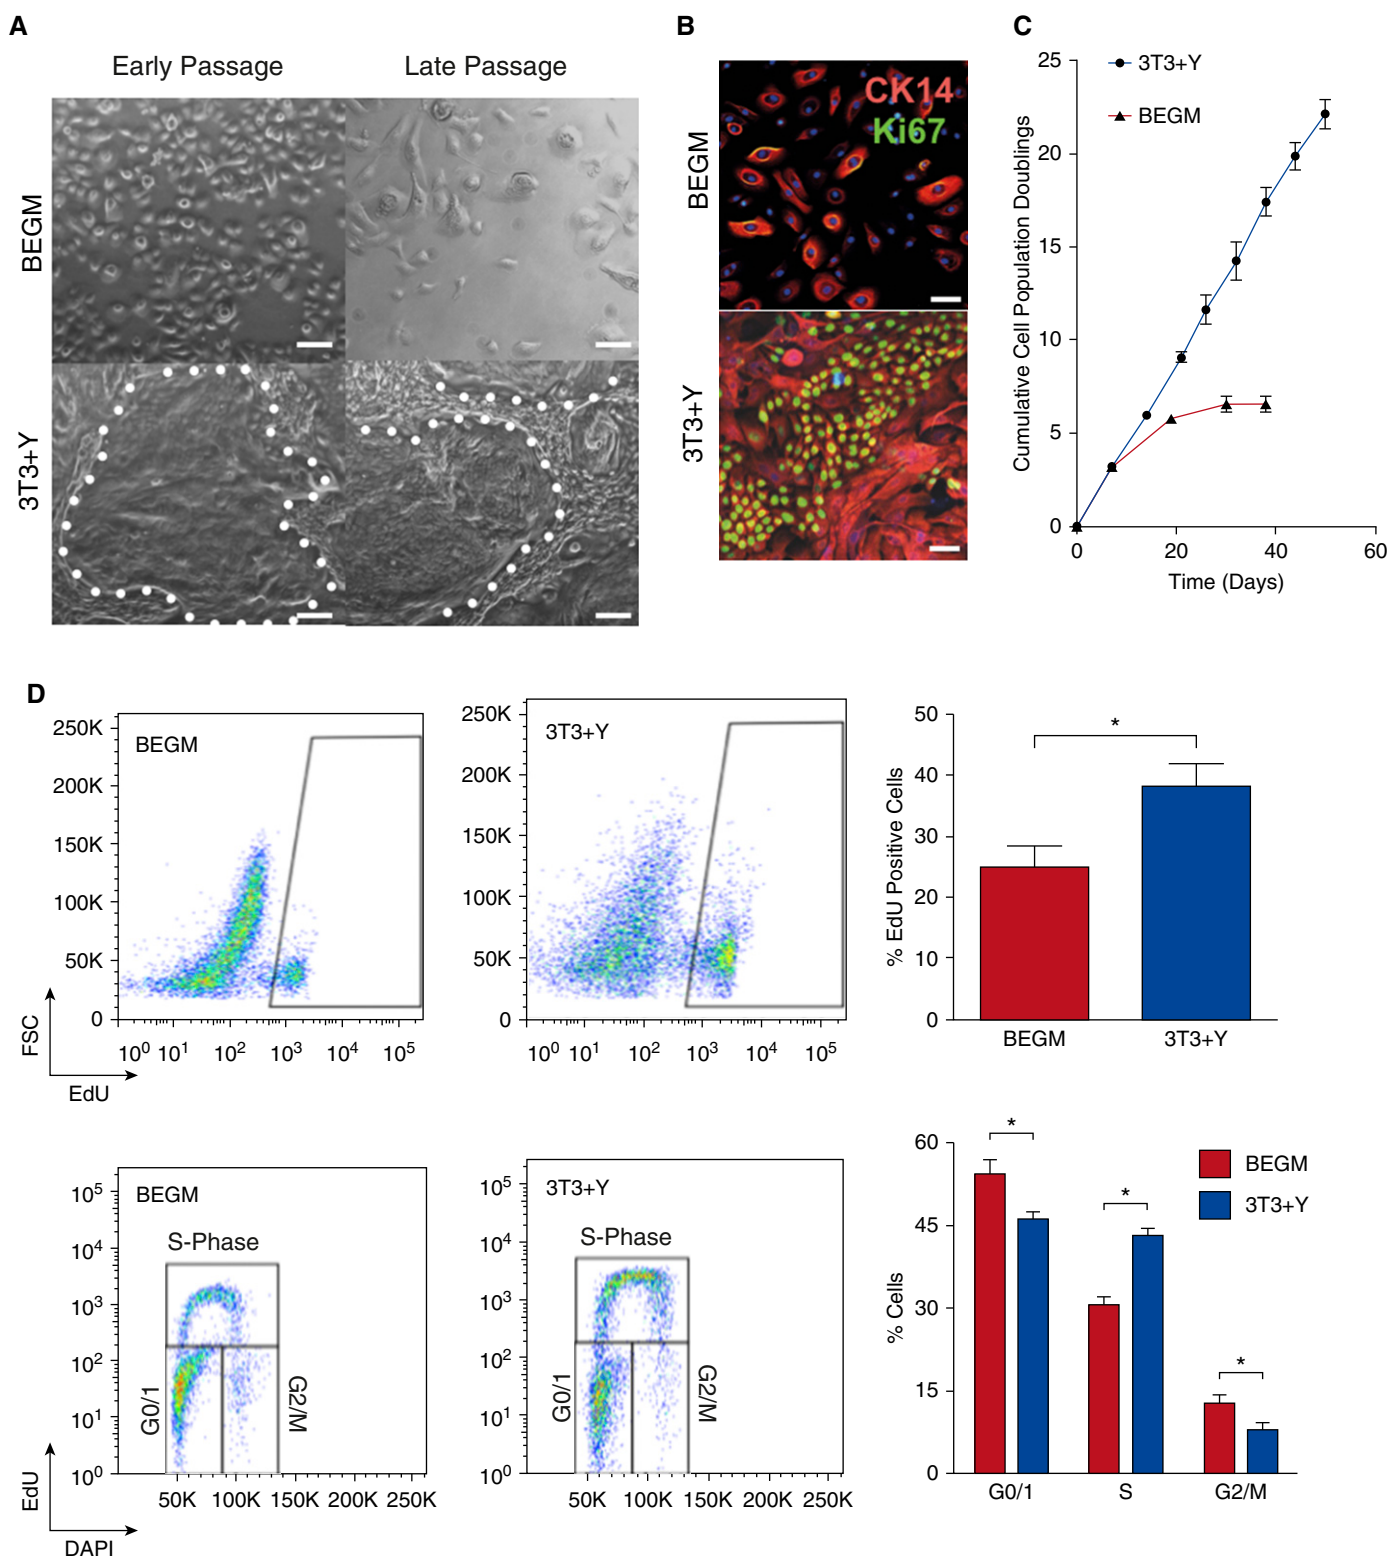 A
Early Passage
Late Passage
BEGM
3T3+Y
B
BEGM
CK14
Ki67
3T3+Y
C
3T3+Y
BEGM
Cumulative Cell Population Doublings
25
20
15
10
5
0
0 20 40 60
Time (Days)
D
BEGM
250K
200K
150K
100K
50K
0
10⁰ 10¹ 10² 10³ 10⁴ 10⁵
FSC
EdU
3T3+Y
250K
200K
150K
100K
50K
0
10⁰ 10¹ 10² 10³ 10⁴ 10⁵
% EdU Positive Cells
50
40
30
20
10
0
*
BEGM 3T3+Y
BEGM
S-Phase
G0/1
G2/M
10⁵
10⁴
10³
10²
10¹
10⁰
50K 100K 150K 200K 250K
EdU
DAPI
3T3+Y
S-Phase
G0/1
G2/M
10⁵
10⁴
10³
10²
10¹
10⁰
50K 100K 150K 200K 250K
% Cells
60
45
30
15
0
*
*
*
BEGM
3T3+Y
G0/1 S G2/M